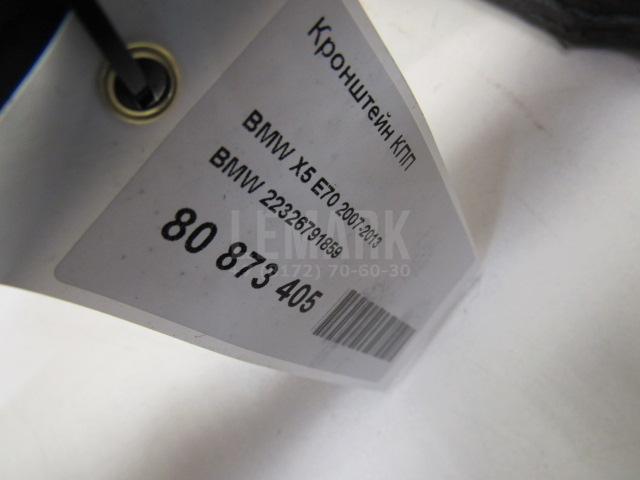 Кронштейн КПП
BMW X5 E70 2007-2013
BMW 22326791859
80 873 405
LEMARK
172) 70-60-30